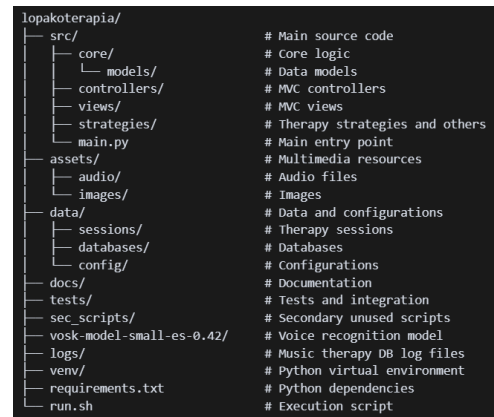 lopakoterapia/
├── src/ # Main source code
│   ├── core/ # Core logic
│   │   └── models/ # Data models
│   ├── controllers/ # MVC controllers
│   ├── views/ # MVC views
│   ├── strategies/ # Therapy strategies and others
│   └── main.py # Main entry point
├── assets/ # Multimedia resources
│   ├── audio/ # Audio files
│   └── images/ # Images
├── data/ # Data and configurations
│   ├── sessions/ # Therapy sessions
│   ├── databases/ # Databases
│   └── config/ # Configurations
├── docs/ # Documentation
├── tests/ # Tests and integration
├── sec_scripts/ # Secondary unused scripts
├── vosk-model-small-es-0.42/ # Voice recognition model
├── logs/ # Music therapy DB log files
├── venv/ # Python virtual environment
├── requirements.txt # Python dependencies
└── run.sh # Execution script